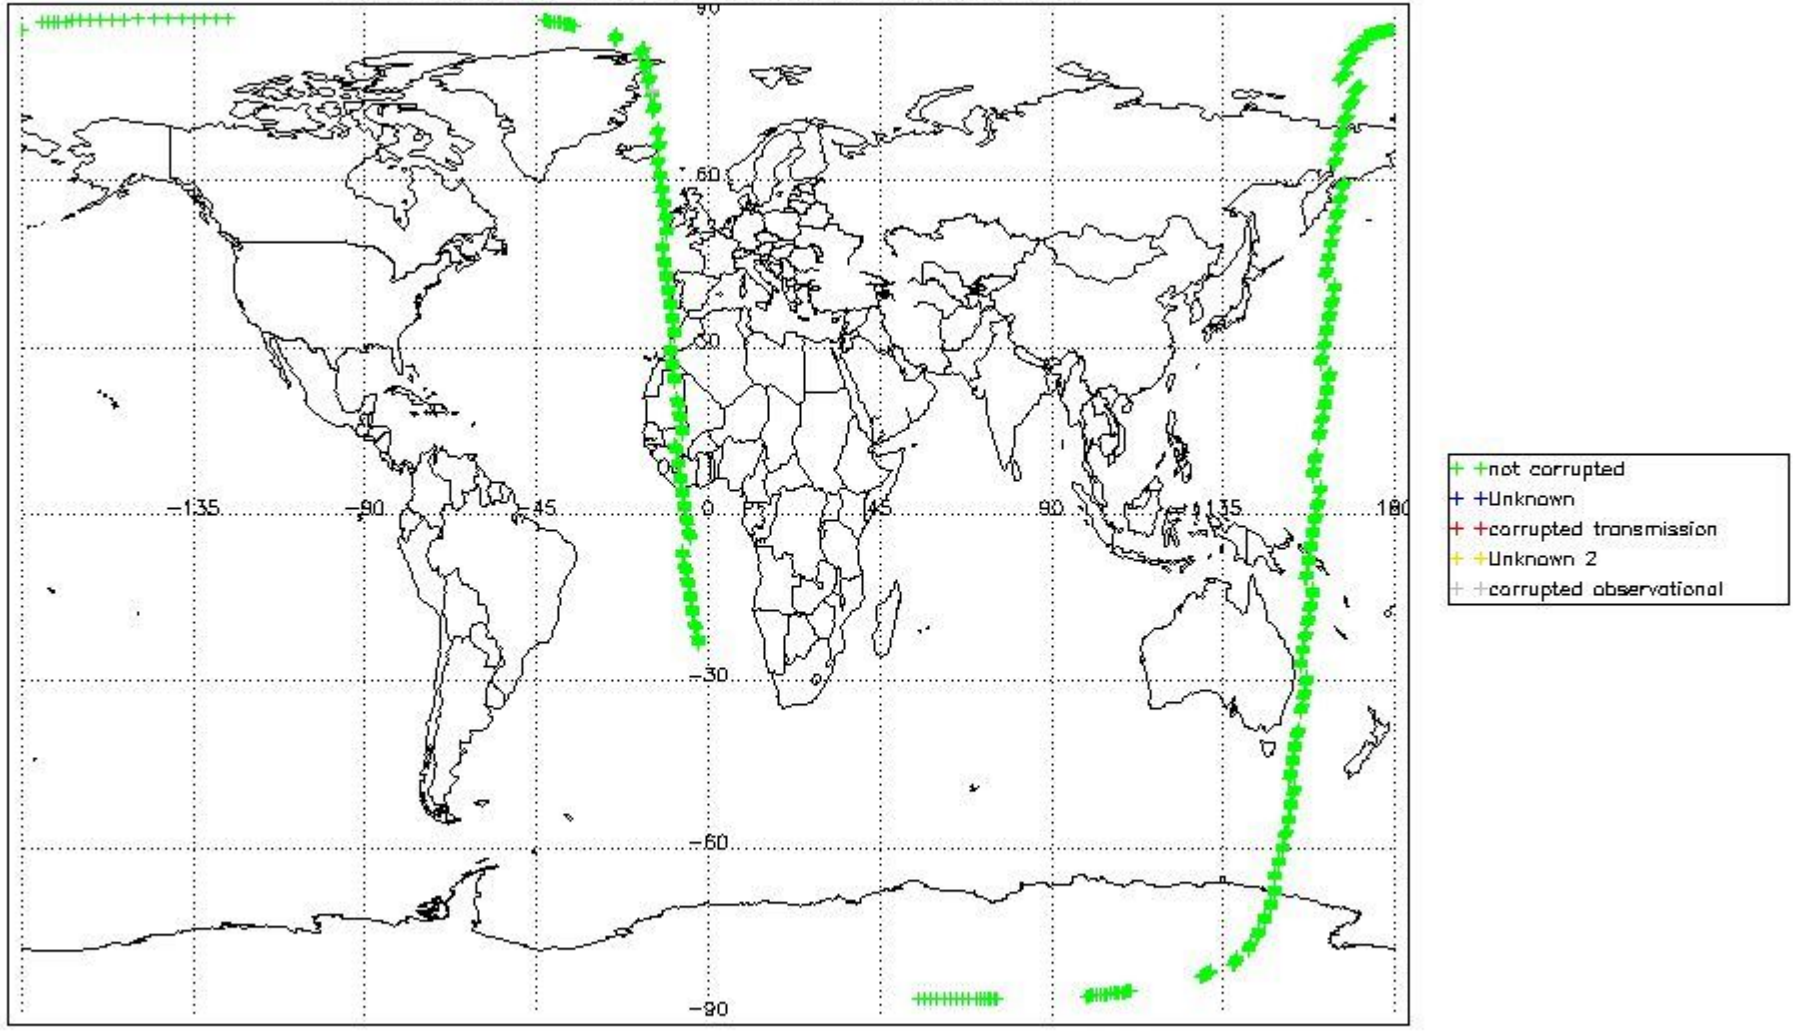 90
60
30
-135 -90 -45 0 45 90 135 180
-30
-60
-90
not corrupted
Unknown
corrupted transmission
Unknown 2
corrupted observational